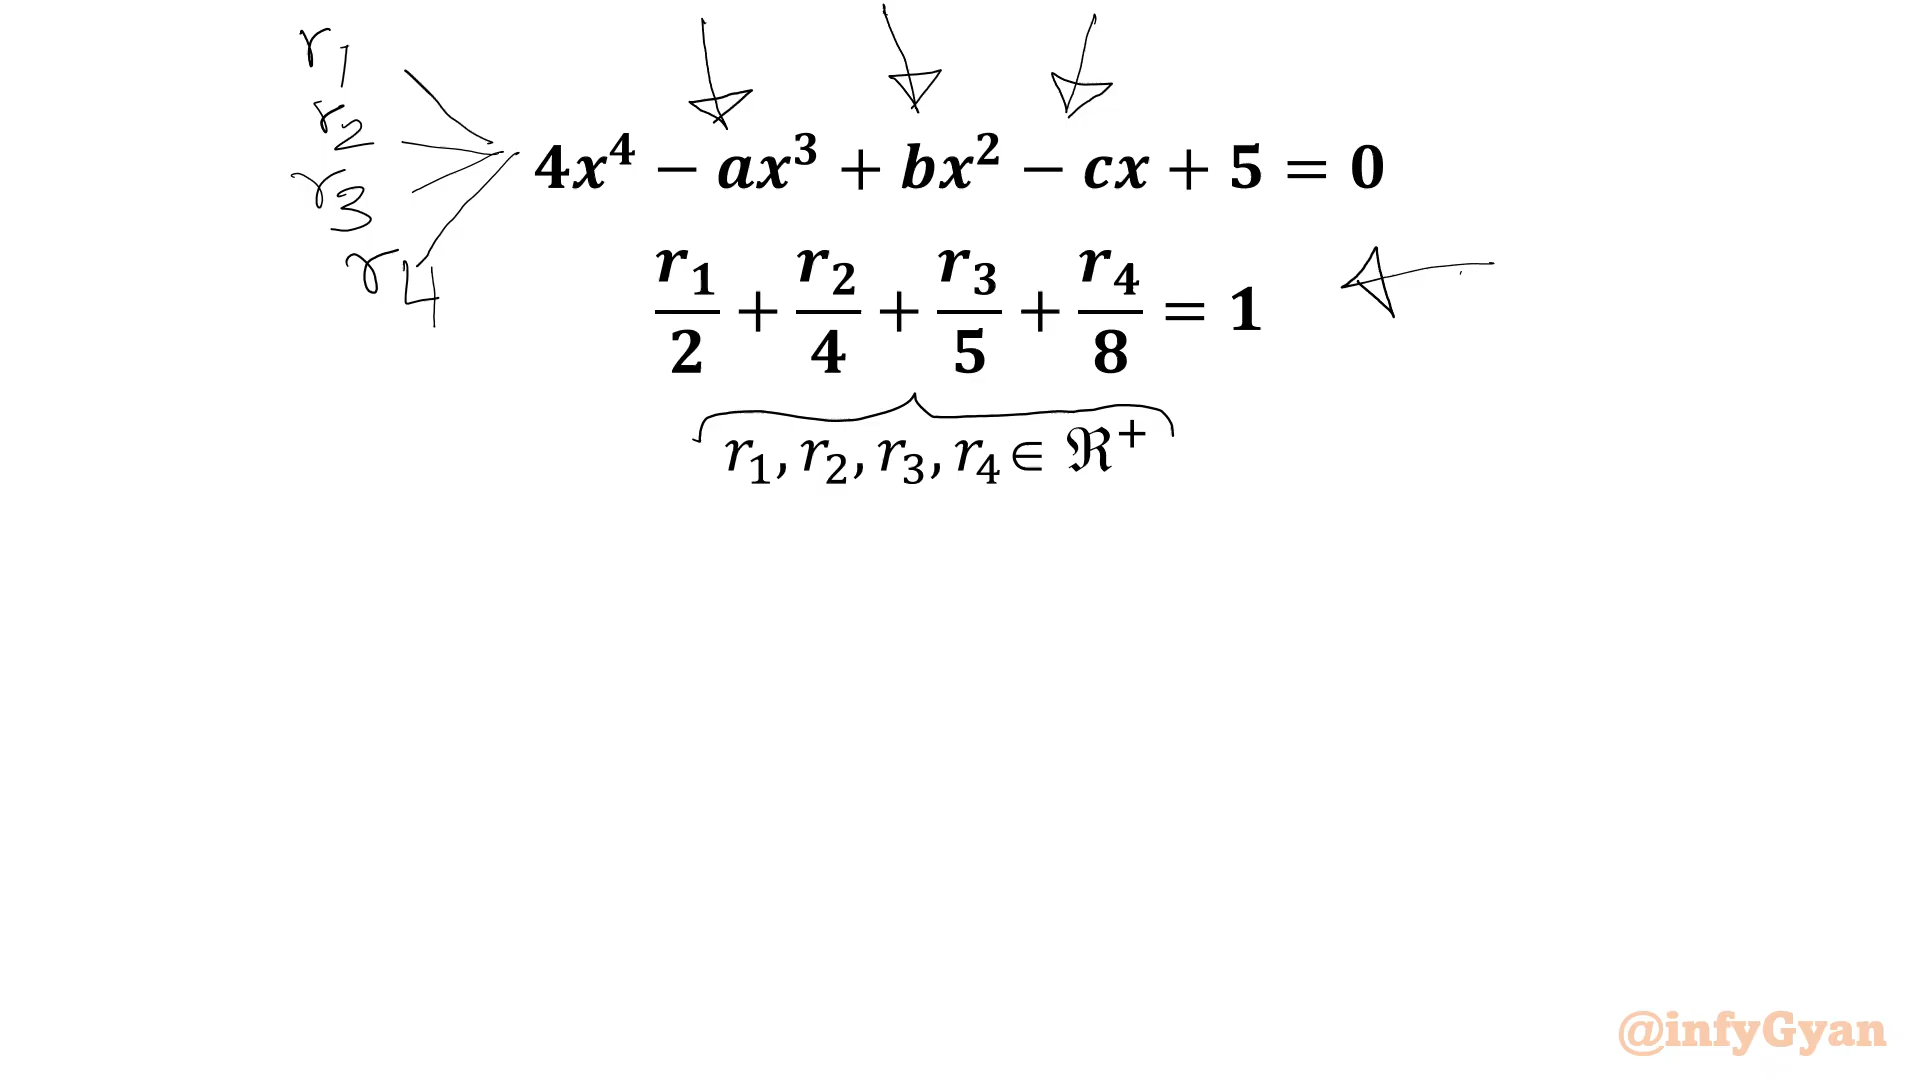 r1
r2
r3
r4
4x⁴ − ax³ + bx² − cx + 5 = 0
r₁/2 + r₂/4 + r₃/5 + r₄/8 = 1
r₁, r₂, r₃, r₄ ∈ ℜ⁺
@infyGyan